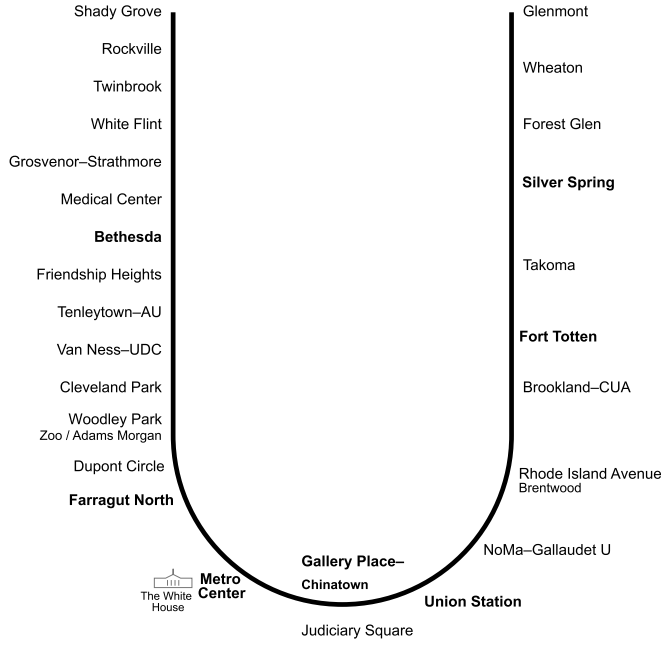 Shady Grove
Rockville
Twinbrook
White Flint
Grosvenor–Strathmore
Medical Center
Bethesda
Friendship Heights
Tenleytown–AU
Van Ness–UDC
Cleveland Park
Woodley Park
Zoo / Adams Morgan
Dupont Circle
Farragut North
The White
House
Metro
Center
Gallery Place–
Chinatown
Judiciary Square
Union Station
NoMa–Gallaudet U
Rhode Island Avenue
Brentwood
Brookland–CUA
Fort Totten
Takoma
Silver Spring
Forest Glen
Wheaton
Glenmont